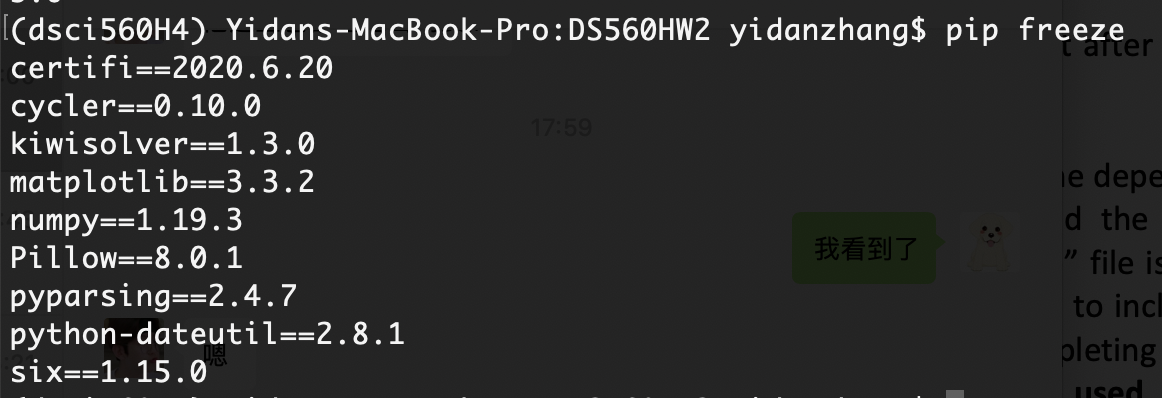 (dsci560H4) Yidans-MacBook-Pro:DS560HW2 yidanzhang$ pip freeze
certifi==2020.6.20
cycler==0.10.0
kiwisolver==1.3.0
matplotlib==3.3.2
numpy==1.19.3
Pillow==8.0.1
pyparsing==2.4.7
python-dateutil==2.8.1
six==1.15.0
17:59
我看到了
嗯
t after
he depe
d the
” file is
to incl
pleting
used